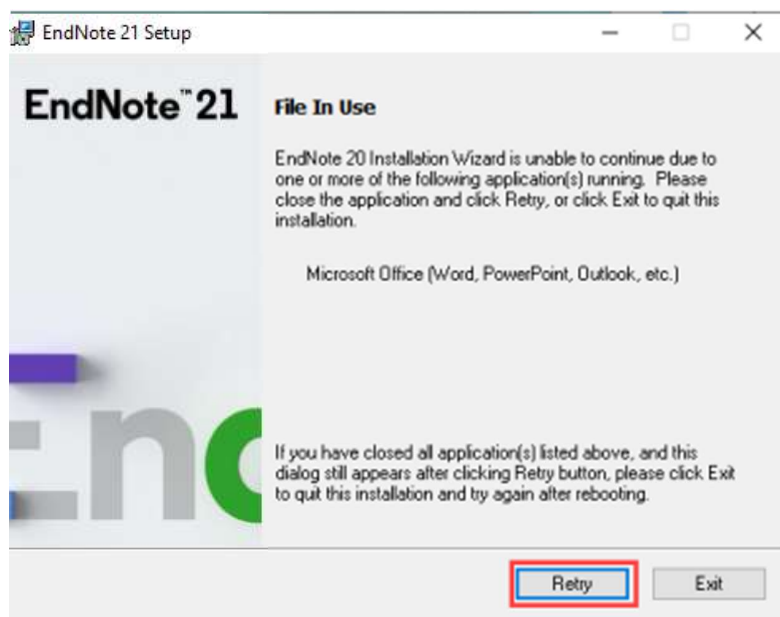 EndNote 21 Setup
EndNote™21
File In Use
EndNote 20 Installation Wizard is unable to continue due to
one or more of the following application(s) running. Please
close the application and click Retry, or click Exit to quit this
installation.
Microsoft Office (Word, PowerPoint, Outlook, etc.)
If you have closed all application(s) listed above, and this
dialog still appears after clicking Retry button, please click Exit
to quit this installation and try again after rebooting.
Retry Exit